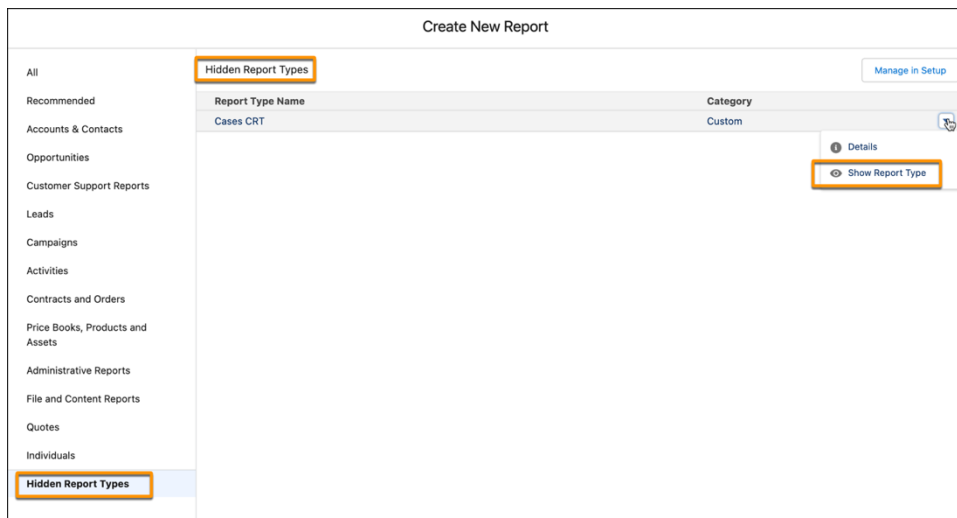 Create New Report
All
Recommended
Accounts & Contacts
Opportunities
Customer Support Reports
Leads
Campaigns
Activities
Contracts and Orders
Price Books, Products and
Assets
Administrative Reports
File and Content Reports
Quotes
Individuals
Hidden Report Types
Hidden Report Types
Manage in Setup
Report Type Name Category
Cases CRT Custom
Details
Show Report Type